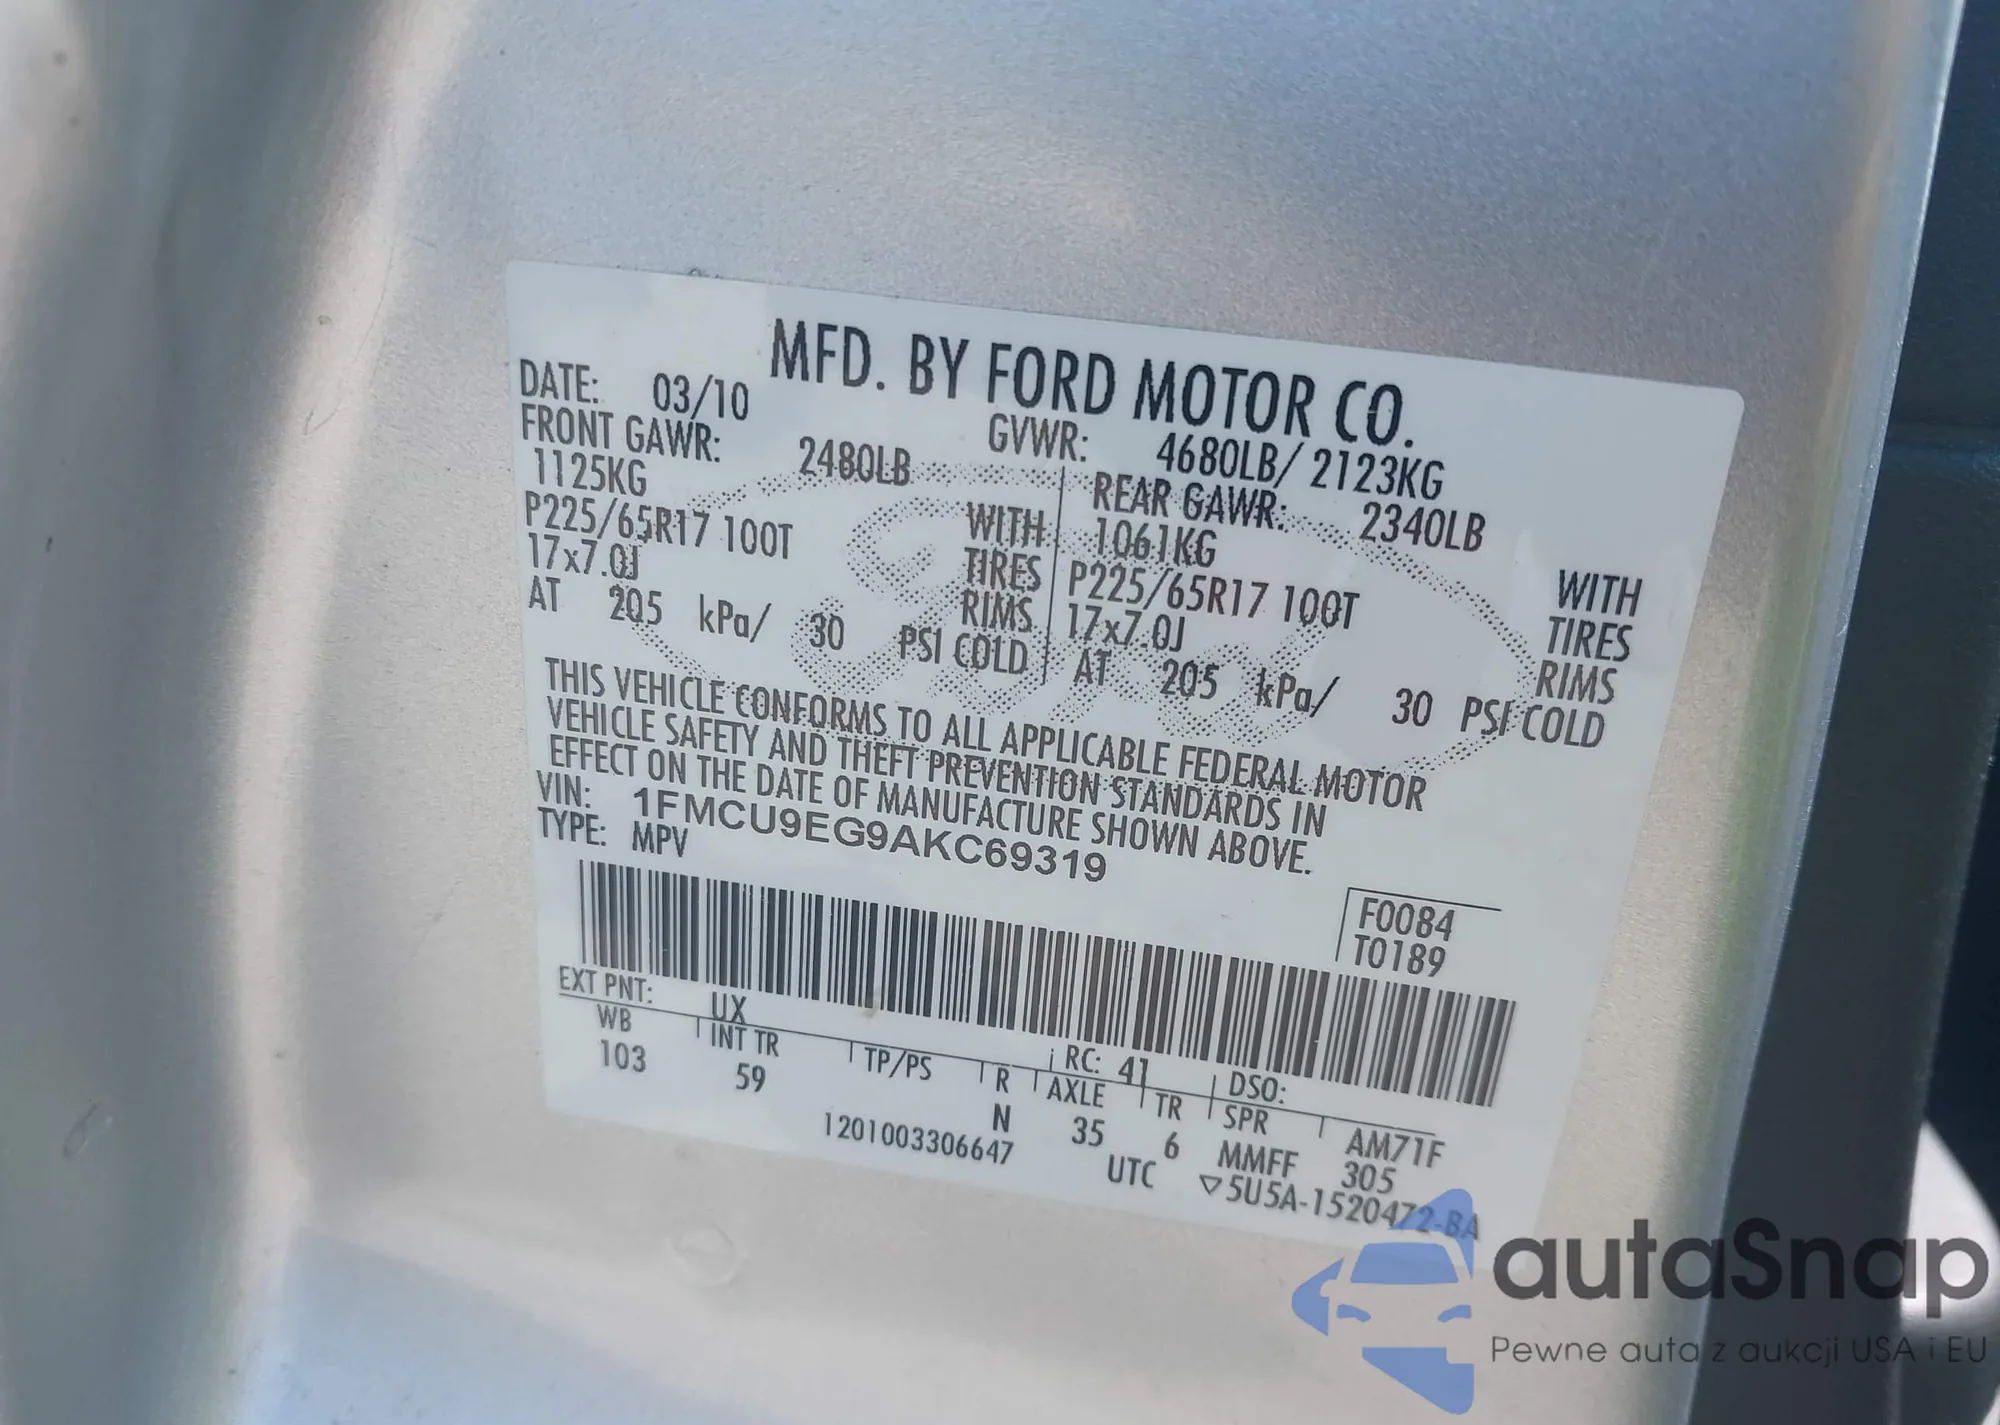 MFD. BY FORD MOTOR CO.
DATE: 03/10 GVWR: 4680LB/ 2123KG
FRONT GAWR: 2480LB REAR GAWR: 2340LB
1125KG WITH 1061KG WITH
P225/65R17 100T TIRES P225/65R17 100T TIRES
17x7.0J RIMS 17x7.0J RIMS
AT 205 kPa/ 30 PSI COLD AT 205 kPa/ 30 PSI COLD
THIS VEHICLE CONFORMS TO ALL APPLICABLE FEDERAL MOTOR
VEHICLE SAFETY AND THEFT PREVENTION STANDARDS IN
EFFECT ON THE DATE OF MANUFACTURE SHOWN ABOVE.
VIN: 1FMCU9EG9AKC69319
TYPE: MPV
F0084
T0189
EXT PNT: UX RC: 41 DSO:
WB INT TR TP/PS R AXLE TR SPR AM71F
103 59 N 35 6 MMFF 305
1201003306647 UTC ▽5U5A-1520472-BA
autaSnap
Pewne auta z aukcji USA i EU